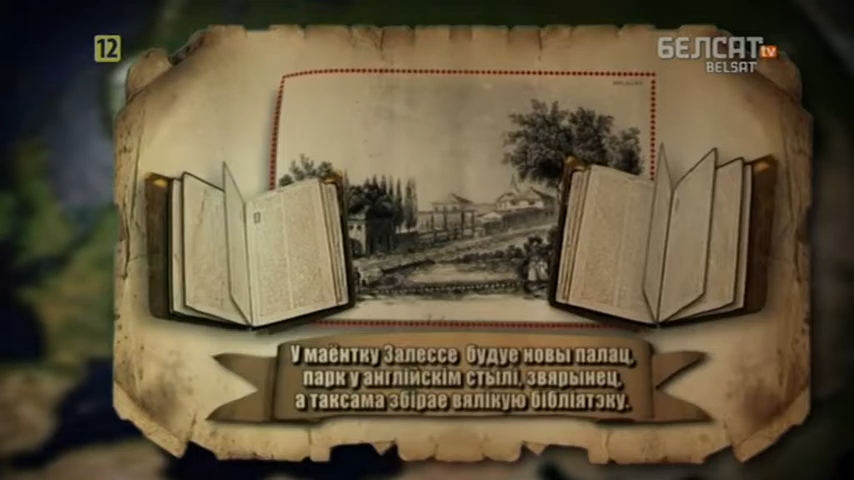 12
БЕЛСАТ tv
BELSAT
У маёнтку Залессе будуе новы палац,
парк у англійскім стылі, звярынец,
а таксама збірае вялікую бібліятэку.